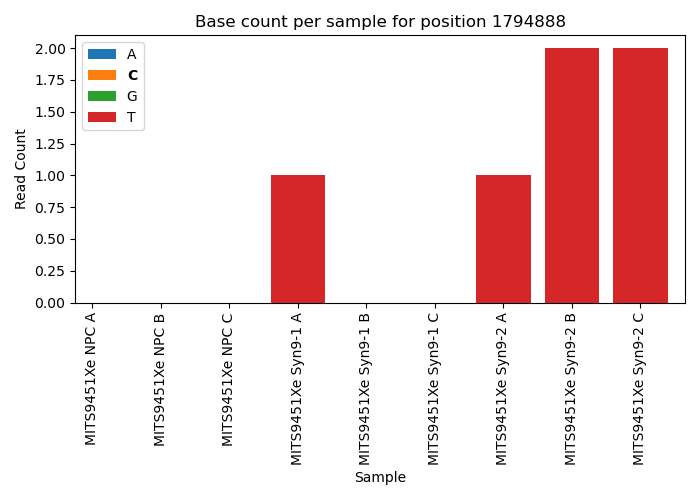 Base count per sample for position 1794888
A
C
G
T
2.00
1.75
1.50
1.25
1.00
0.75
0.50
0.25
0.00
Read Count
MITS9451Xe NPC A
MITS9451Xe NPC B
MITS9451Xe NPC C
MITS9451Xe Syn9-1 A
MITS9451Xe Syn9-1 B
MITS9451Xe Syn9-1 C
MITS9451Xe Syn9-2 A
MITS9451Xe Syn9-2 B
MITS9451Xe Syn9-2 C
Sample